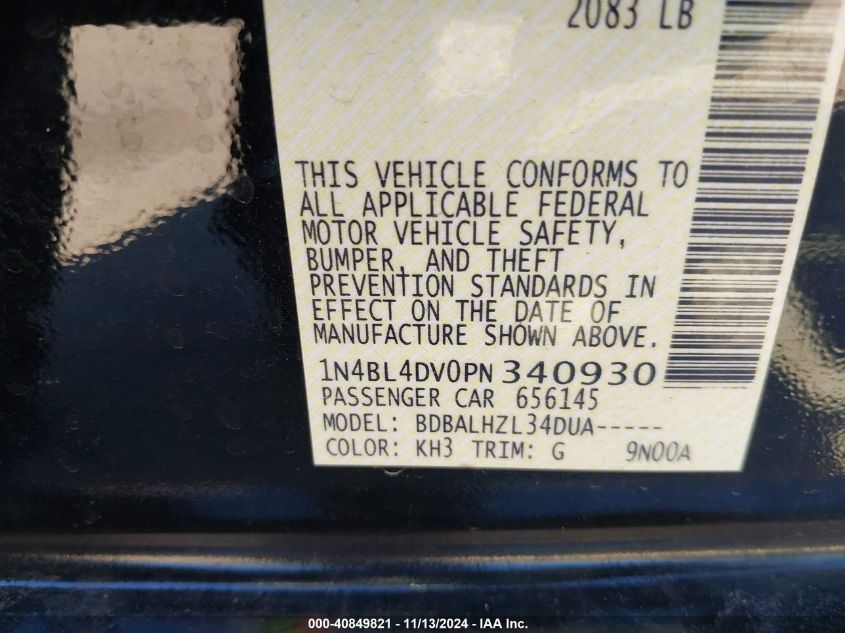 2083 LB
THIS VEHICLE CONFORMS TO
ALL APPLICABLE FEDERAL
MOTOR VEHICLE SAFETY,
BUMPER, AND THEFT
PREVENTION STANDARDS IN
EFFECT ON THE DATE OF
MANUFACTURE SHOWN ABOVE.
1N4BL4DV0PN 340930
PASSENGER CAR 656145
MODEL: BDBALHZL34DUA-----
COLOR: KH3 TRIM: G 9N00A
000-40849821 - 11/13/2024 - IAA Inc.